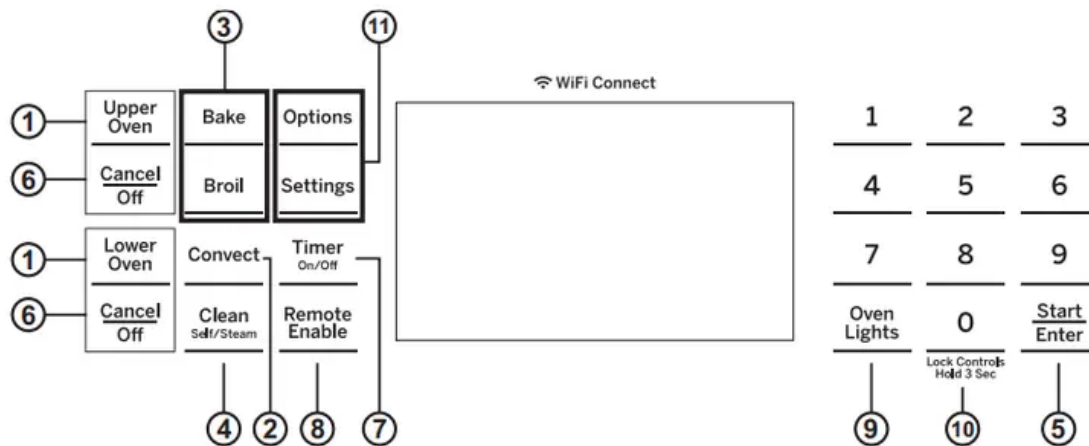 3 11
WiFi Connect
1 Upper Oven Bake Options 1 2 3
6 Cancel Off Broil Settings 4 5 6
1 Lower Oven Convect Timer On/Off 7 8 9
6 Cancel Off Clean Self/Steam Remote Enable Oven Lights 0 Start Enter
Lock Controls
Hold 3 Sec
4 2 8 7 9 10 5